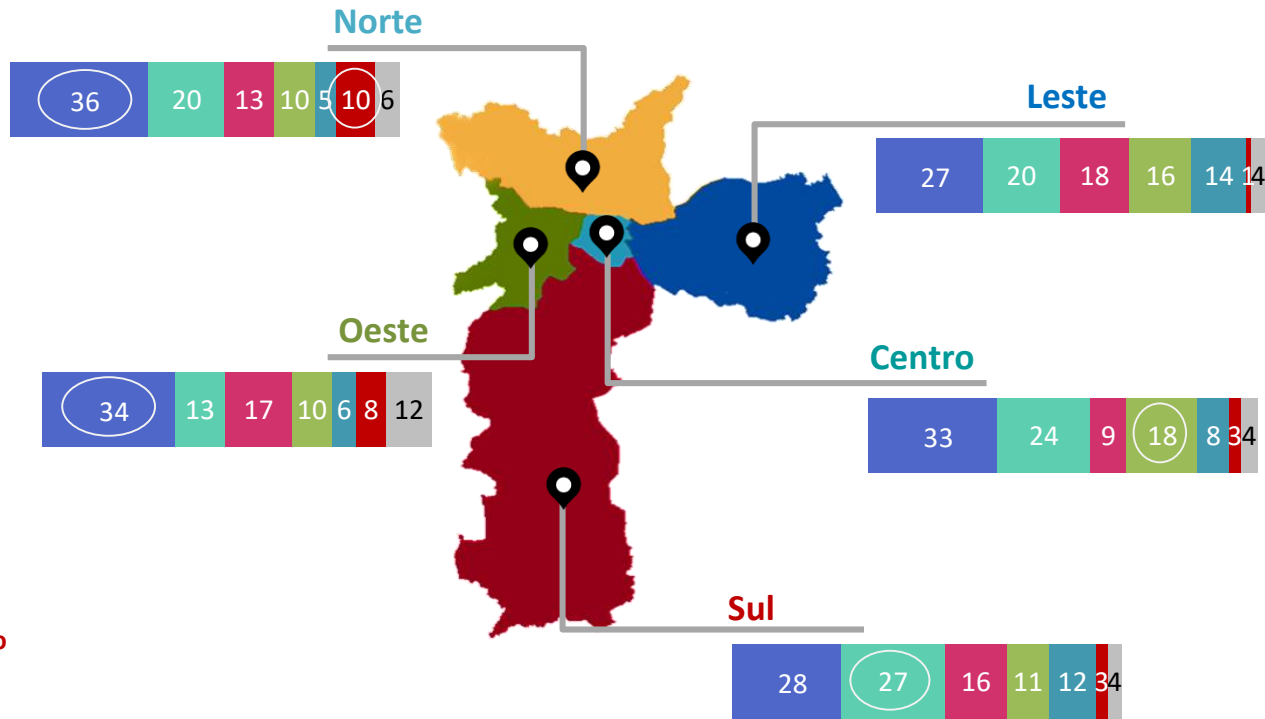 Norte
36 20 13 10 5 10 6
Leste
27 20 18 16 14 1 4
Oeste
34 13 17 10 6 8 12
Centro
33 24 9 18 8 3 4
Sul
28 27 16 11 12 3 4